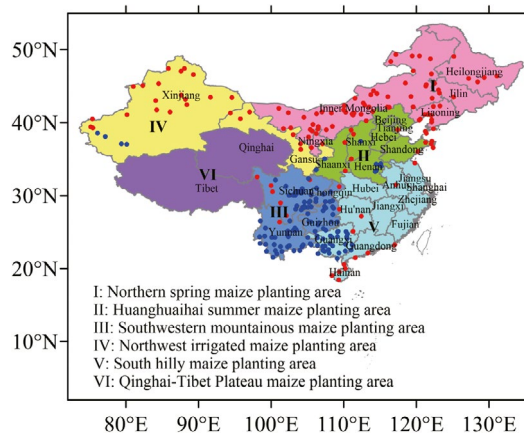 50°N
40°N
30°N
20°N
10°N
Heilongjiang
I
Jilin
Xinjiang
Inner Mongolia
Liaoning
IV
Beijing
Tianjing
Ningxia
Shanxi
Hebei
Qinghai
Gansu
II
Shandong
Shaanxi
Henan
VI
Tibet
Jiangsu
Anhui
Shanghai
Sichuan
Chongqin
Hubei
Zhejiang
III
Hu'nan
Jiangxi
Guizhou
V
Fujian
Yunnan
Guangxi
Guangdong
Hainan
I: Northern spring maize planting area
II: Huanghuaihai summer maize planting area
III: Southwestern mountainous maize planting area
IV: Northwest irrigated maize planting area
V: South hilly maize planting area
VI: Qinghai-Tibet Plateau maize planting area
80°E 90°E 100°E 110°E 120°E 130°E